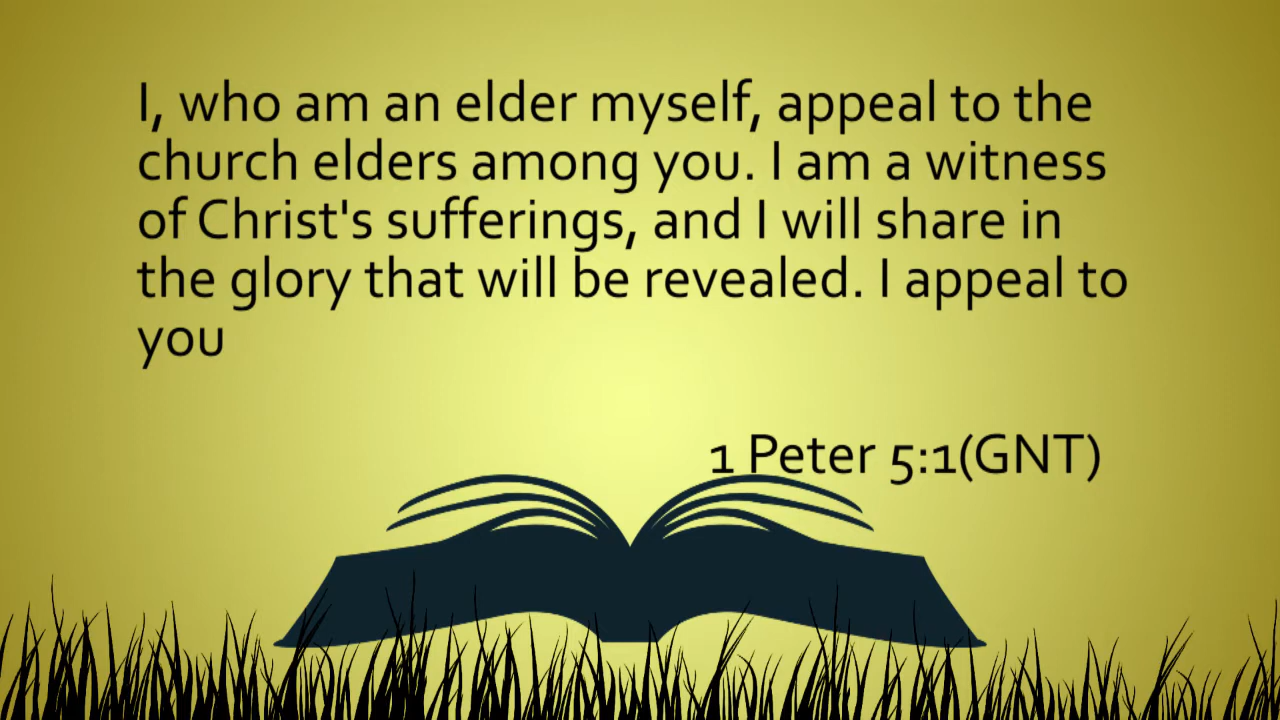 I, who am an elder myself, appeal to the
church elders among you. I am a witness
of Christ's sufferings, and I will share in
the glory that will be revealed. I appeal to
you
1 Peter 5:1(GNT)